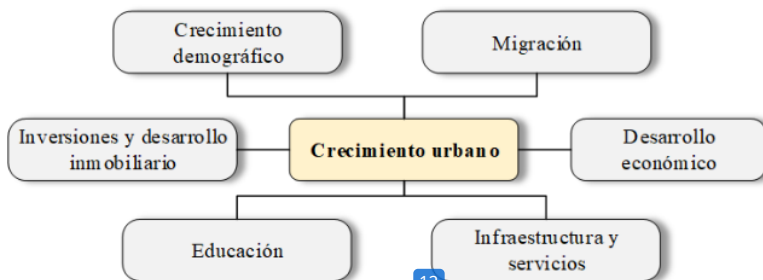 Crecimiento
demográfico
Migración
Inversiones y desarrollo
inmobiliario
Crecimiento urbano
Desarrollo
económico
Educación
Infraestructura y
servicios